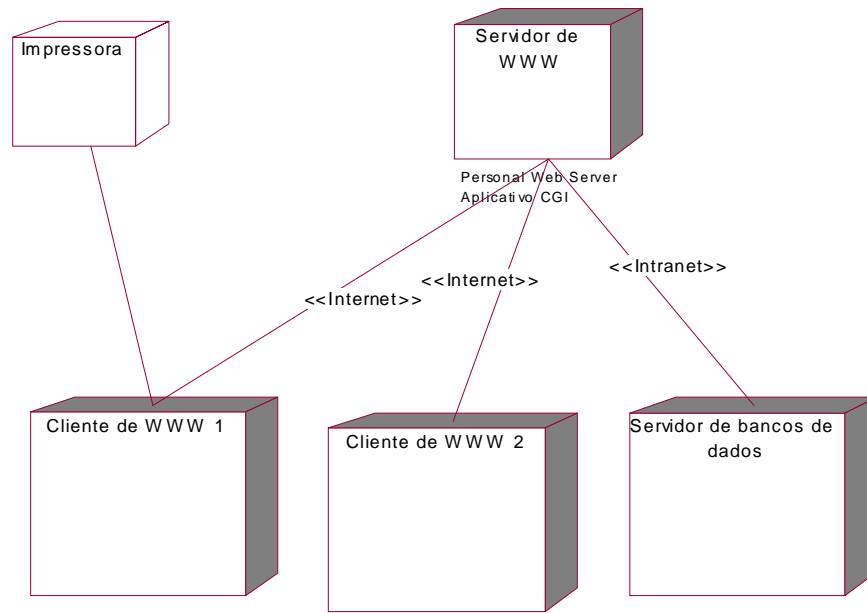 Impressora
Servidor de
WWW
Personal Web Server
Aplicativo CGI
<<Internet>>
<<Internet>>
<<Intranet>>
Cliente de WWW 1
Cliente de WWW 2
Servidor de bancos de
dados